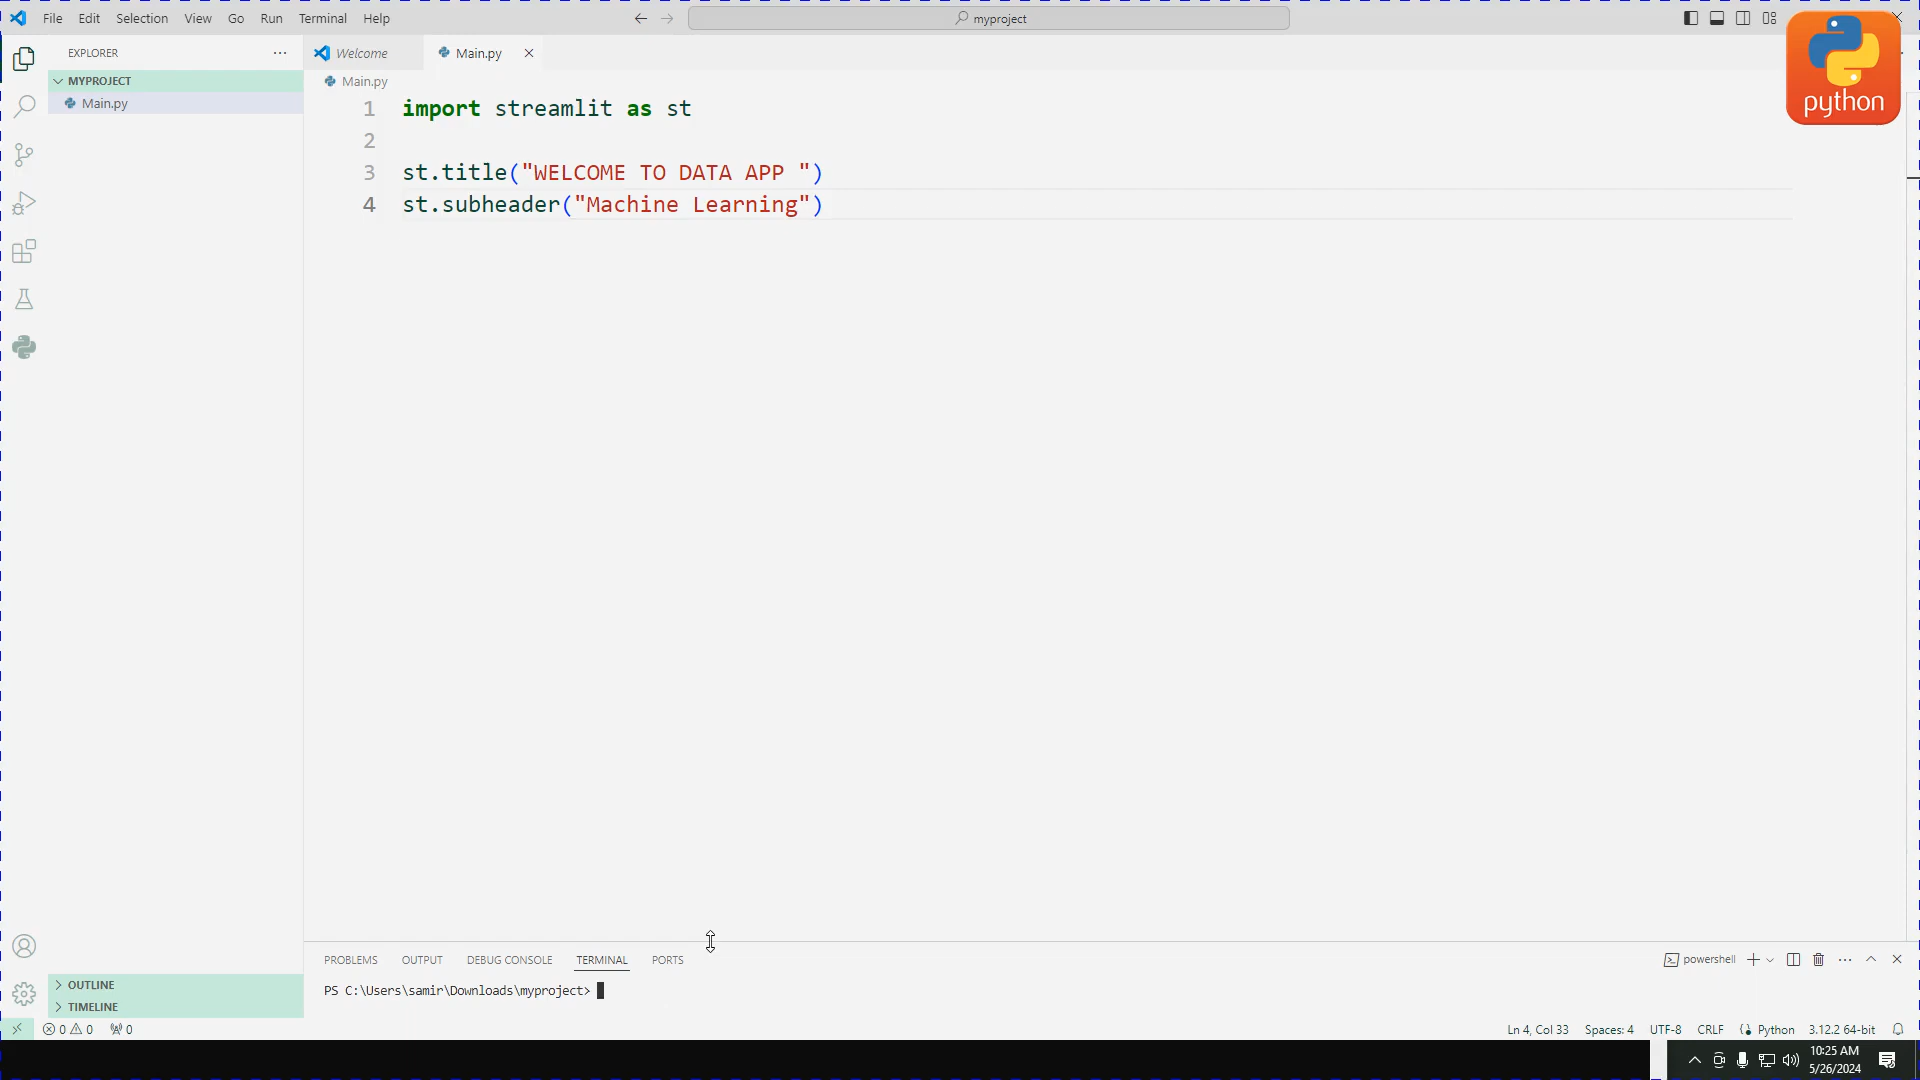 File Edit Selection View Go Run Terminal Help
myproject
python
EXPLORER
Welcome
Main.py
MYPROJECT
Main.py
Main.py
1 import streamlit as st
2
3 st.title("WELCOME TO DATA APP ")
4 st.subheader("Machine Learning")
PROBLEMS OUTPUT DEBUG CONSOLE TERMINAL PORTS
powershell
PS C:\Users\samir\Downloads\myproject>
OUTLINE
TIMELINE
0 0 0
Ln 4, Col 33 Spaces: 4 UTF-8 CRLF Python 3.12.2 64-bit
10:25 AM
5/26/2024